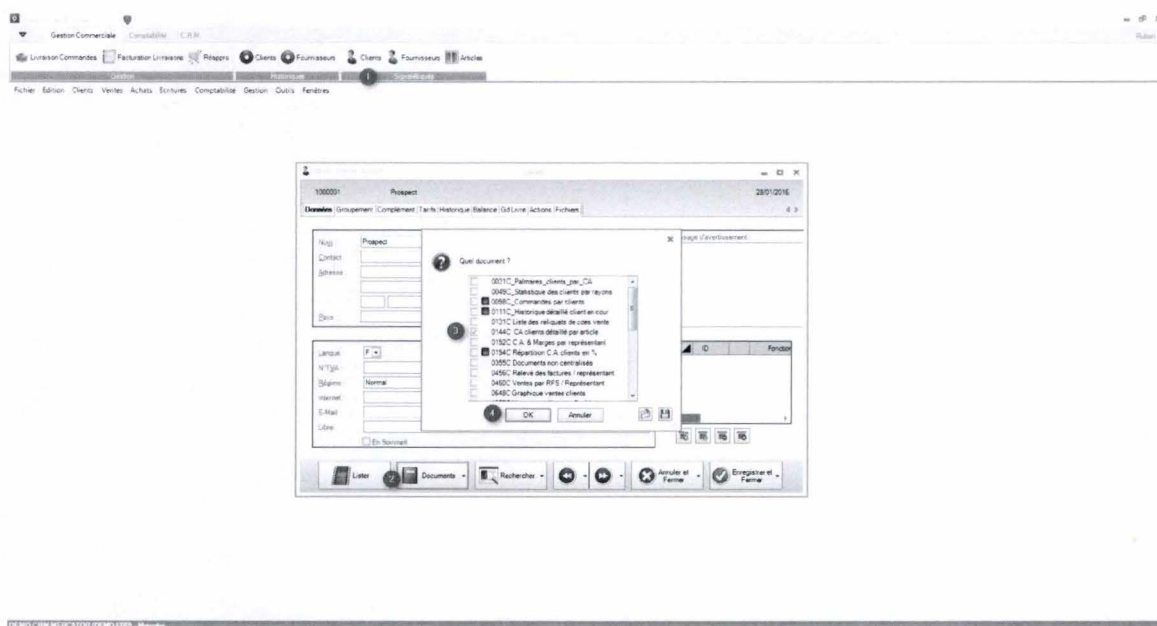 Gestion Commerciale Comptabilité C.R.M.
Livraison Commandes Facturation Livraisons Réappro Clients Fournisseurs Clients Fournisseurs Articles
Gestion Historiques 1 Signalétiques
Fichier Edition Clients Ventes Achats Ecritures Comptabilité Gestion Outils Fenêtres
1000001 Prospect 28/01/2016
Données Groupement Complément Tarifs Historique Balance Gd Livre Actions Fichiers
Nom Prospect
Contact
Adresse
Pays
Quel document ?
0021C_Palmares_clients_par_CA
0049C_Statistique des clients par rayons
0098C_Commandes par clients
0111C_Historique détaillé client en cour
0131C Liste des reliquats de cdes vente
3 0144C CA clients détaillé par article
0152C C.A. & Marges par représentant
0154C Répartition C.A clients en %
0355C Documents non centralisés
0456C Relevé des factures / représentant
0460C Ventes par RFS / Représentant
0648C Graphique ventes clients
4 OK Annuler
Langue F
N°TVA
Régime Normal
Internet
E-Mail
Libre
En Sommeil
ID Fonction
Lister 2 Documents Rechercher Annuler et Fermer Enregistrer et Fermer